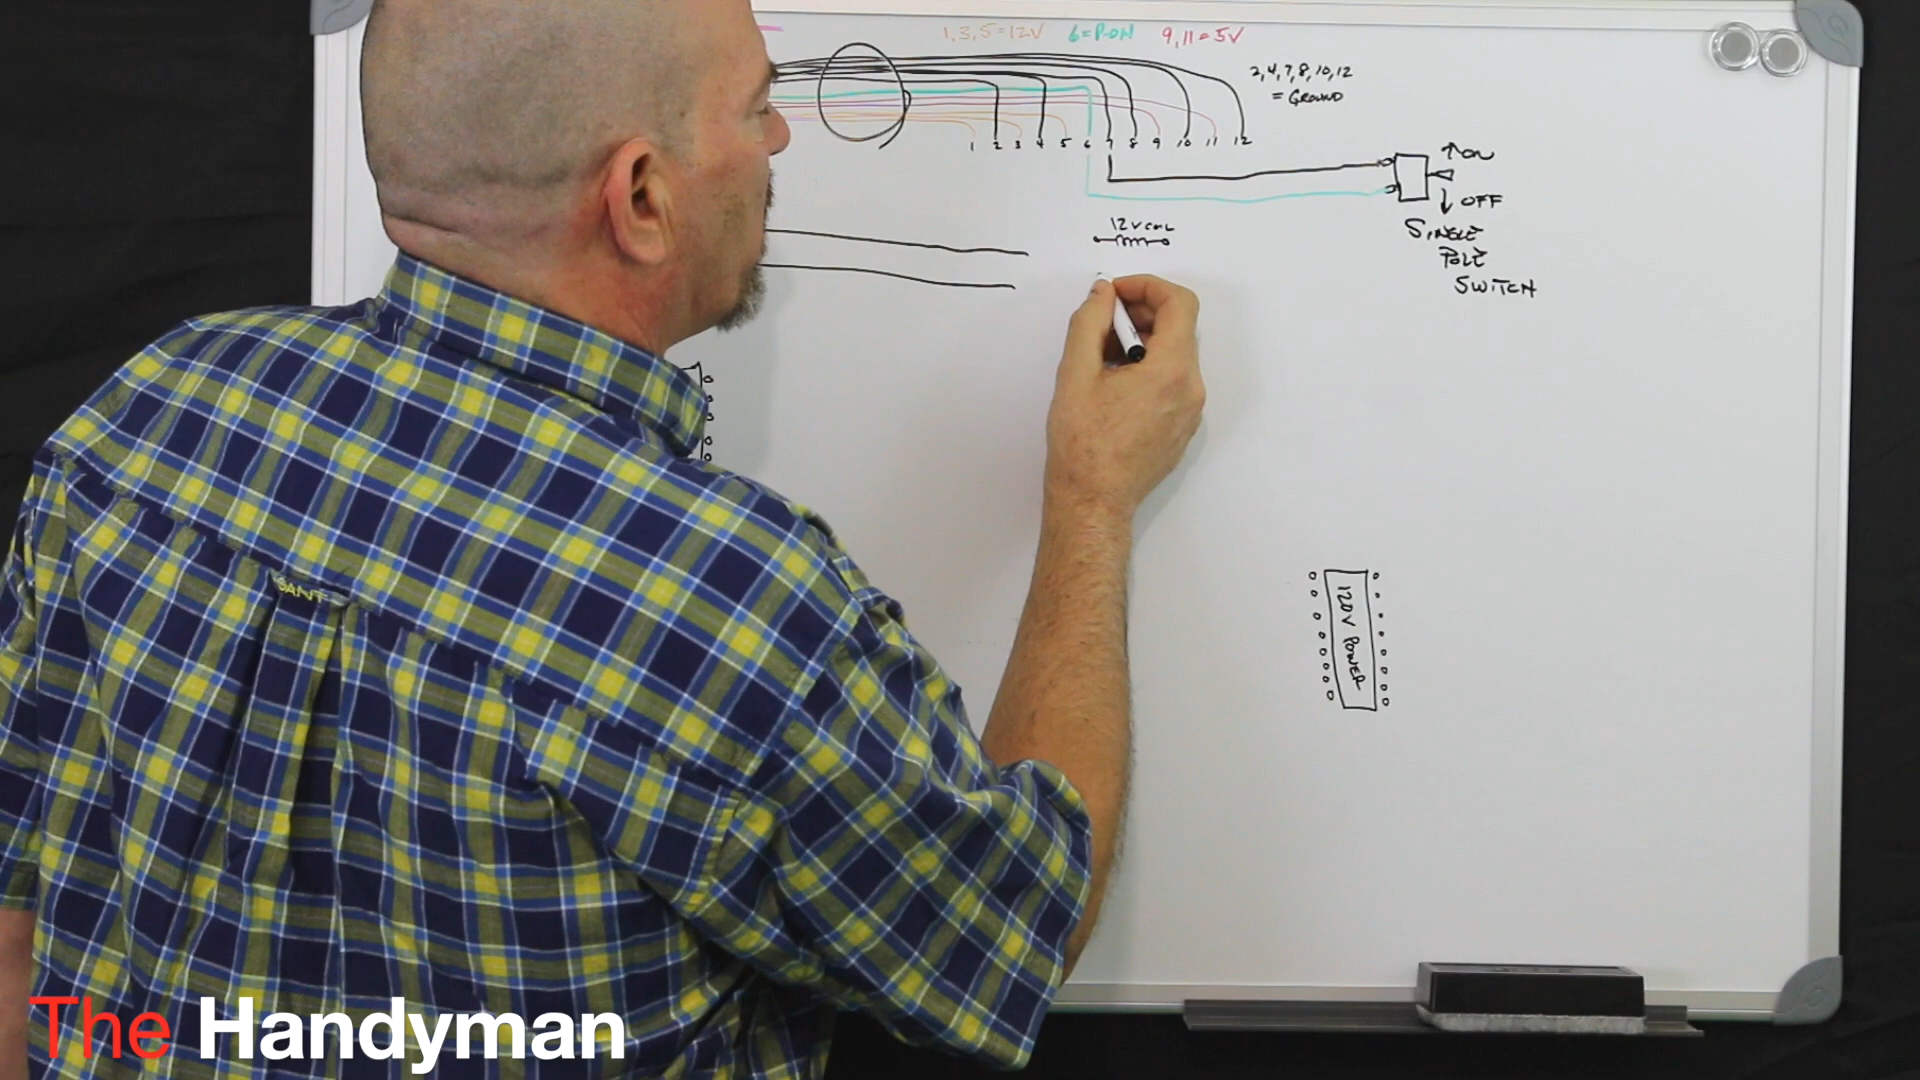 1,3,5=12V 6=P-ON 9,11=5V
2,4,7,8,10,12
= GROUND
1 2 3 4 5 6 7 8 9 10 11 12
ON
OFF
SINGLE
POLE
SWITCH
12V COIL
120V POWER
SANT
The Handyman